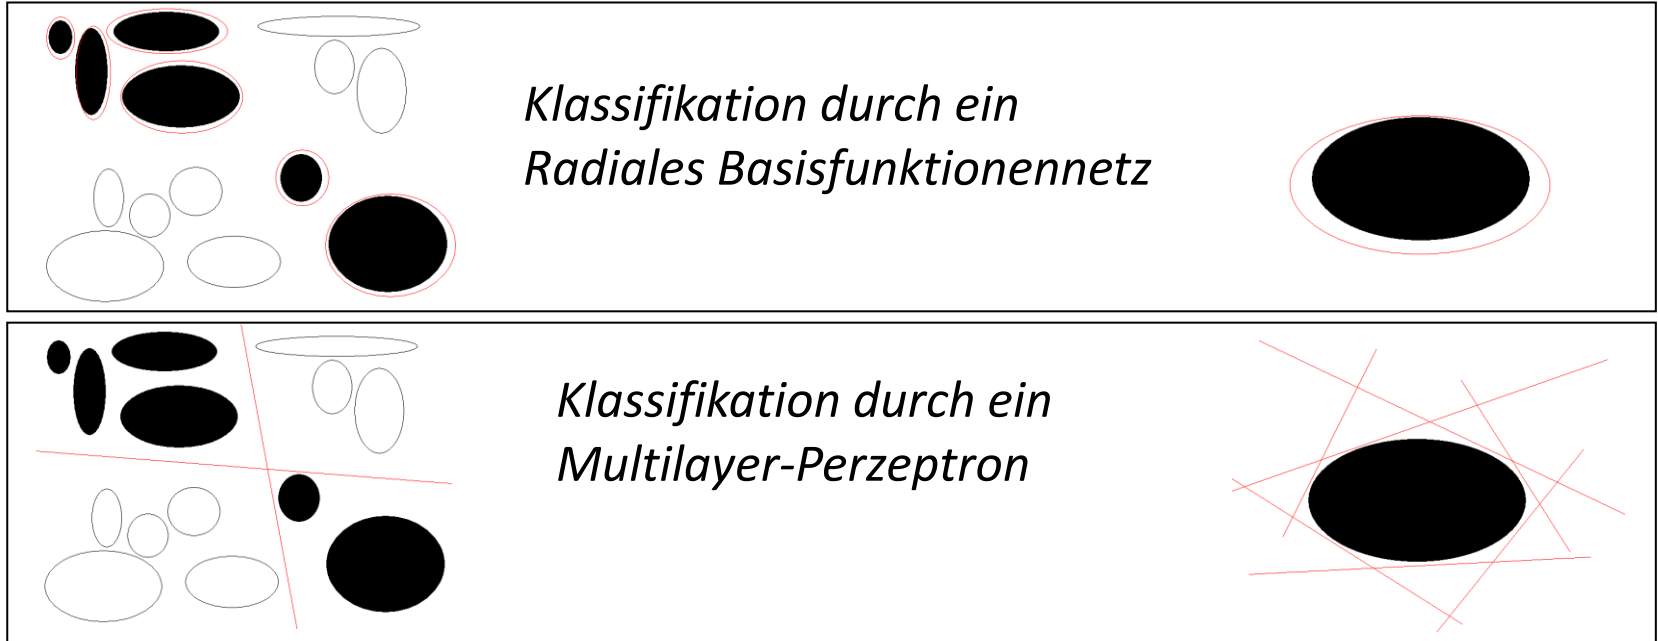 Klassifikation durch ein
Radiales Basisfunktionennetz
Klassifikation durch ein
Multilayer-Perzeptron